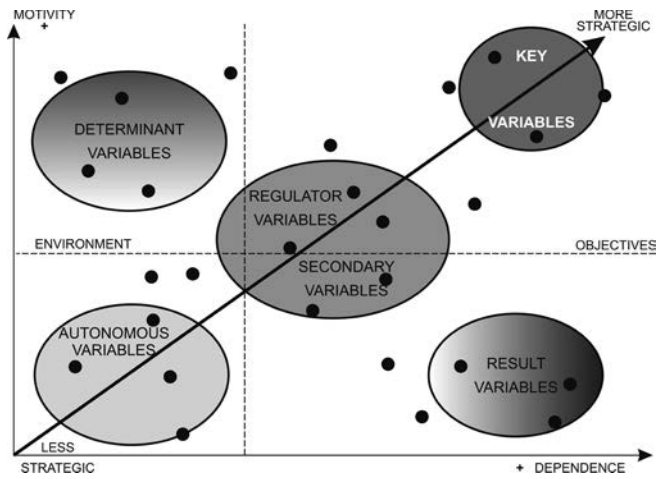 MOTIVITY
+
MORE
STRATEGIC
KEY
VARIABLES
DETERMINANT
VARIABLES
REGULATOR
VARIABLES
ENVIRONMENT
OBJECTIVES
SECONDARY
VARIABLES
AUTONOMOUS
VARIABLES
RESULT
VARIABLES
LESS
STRATEGIC
+ DEPENDENCE